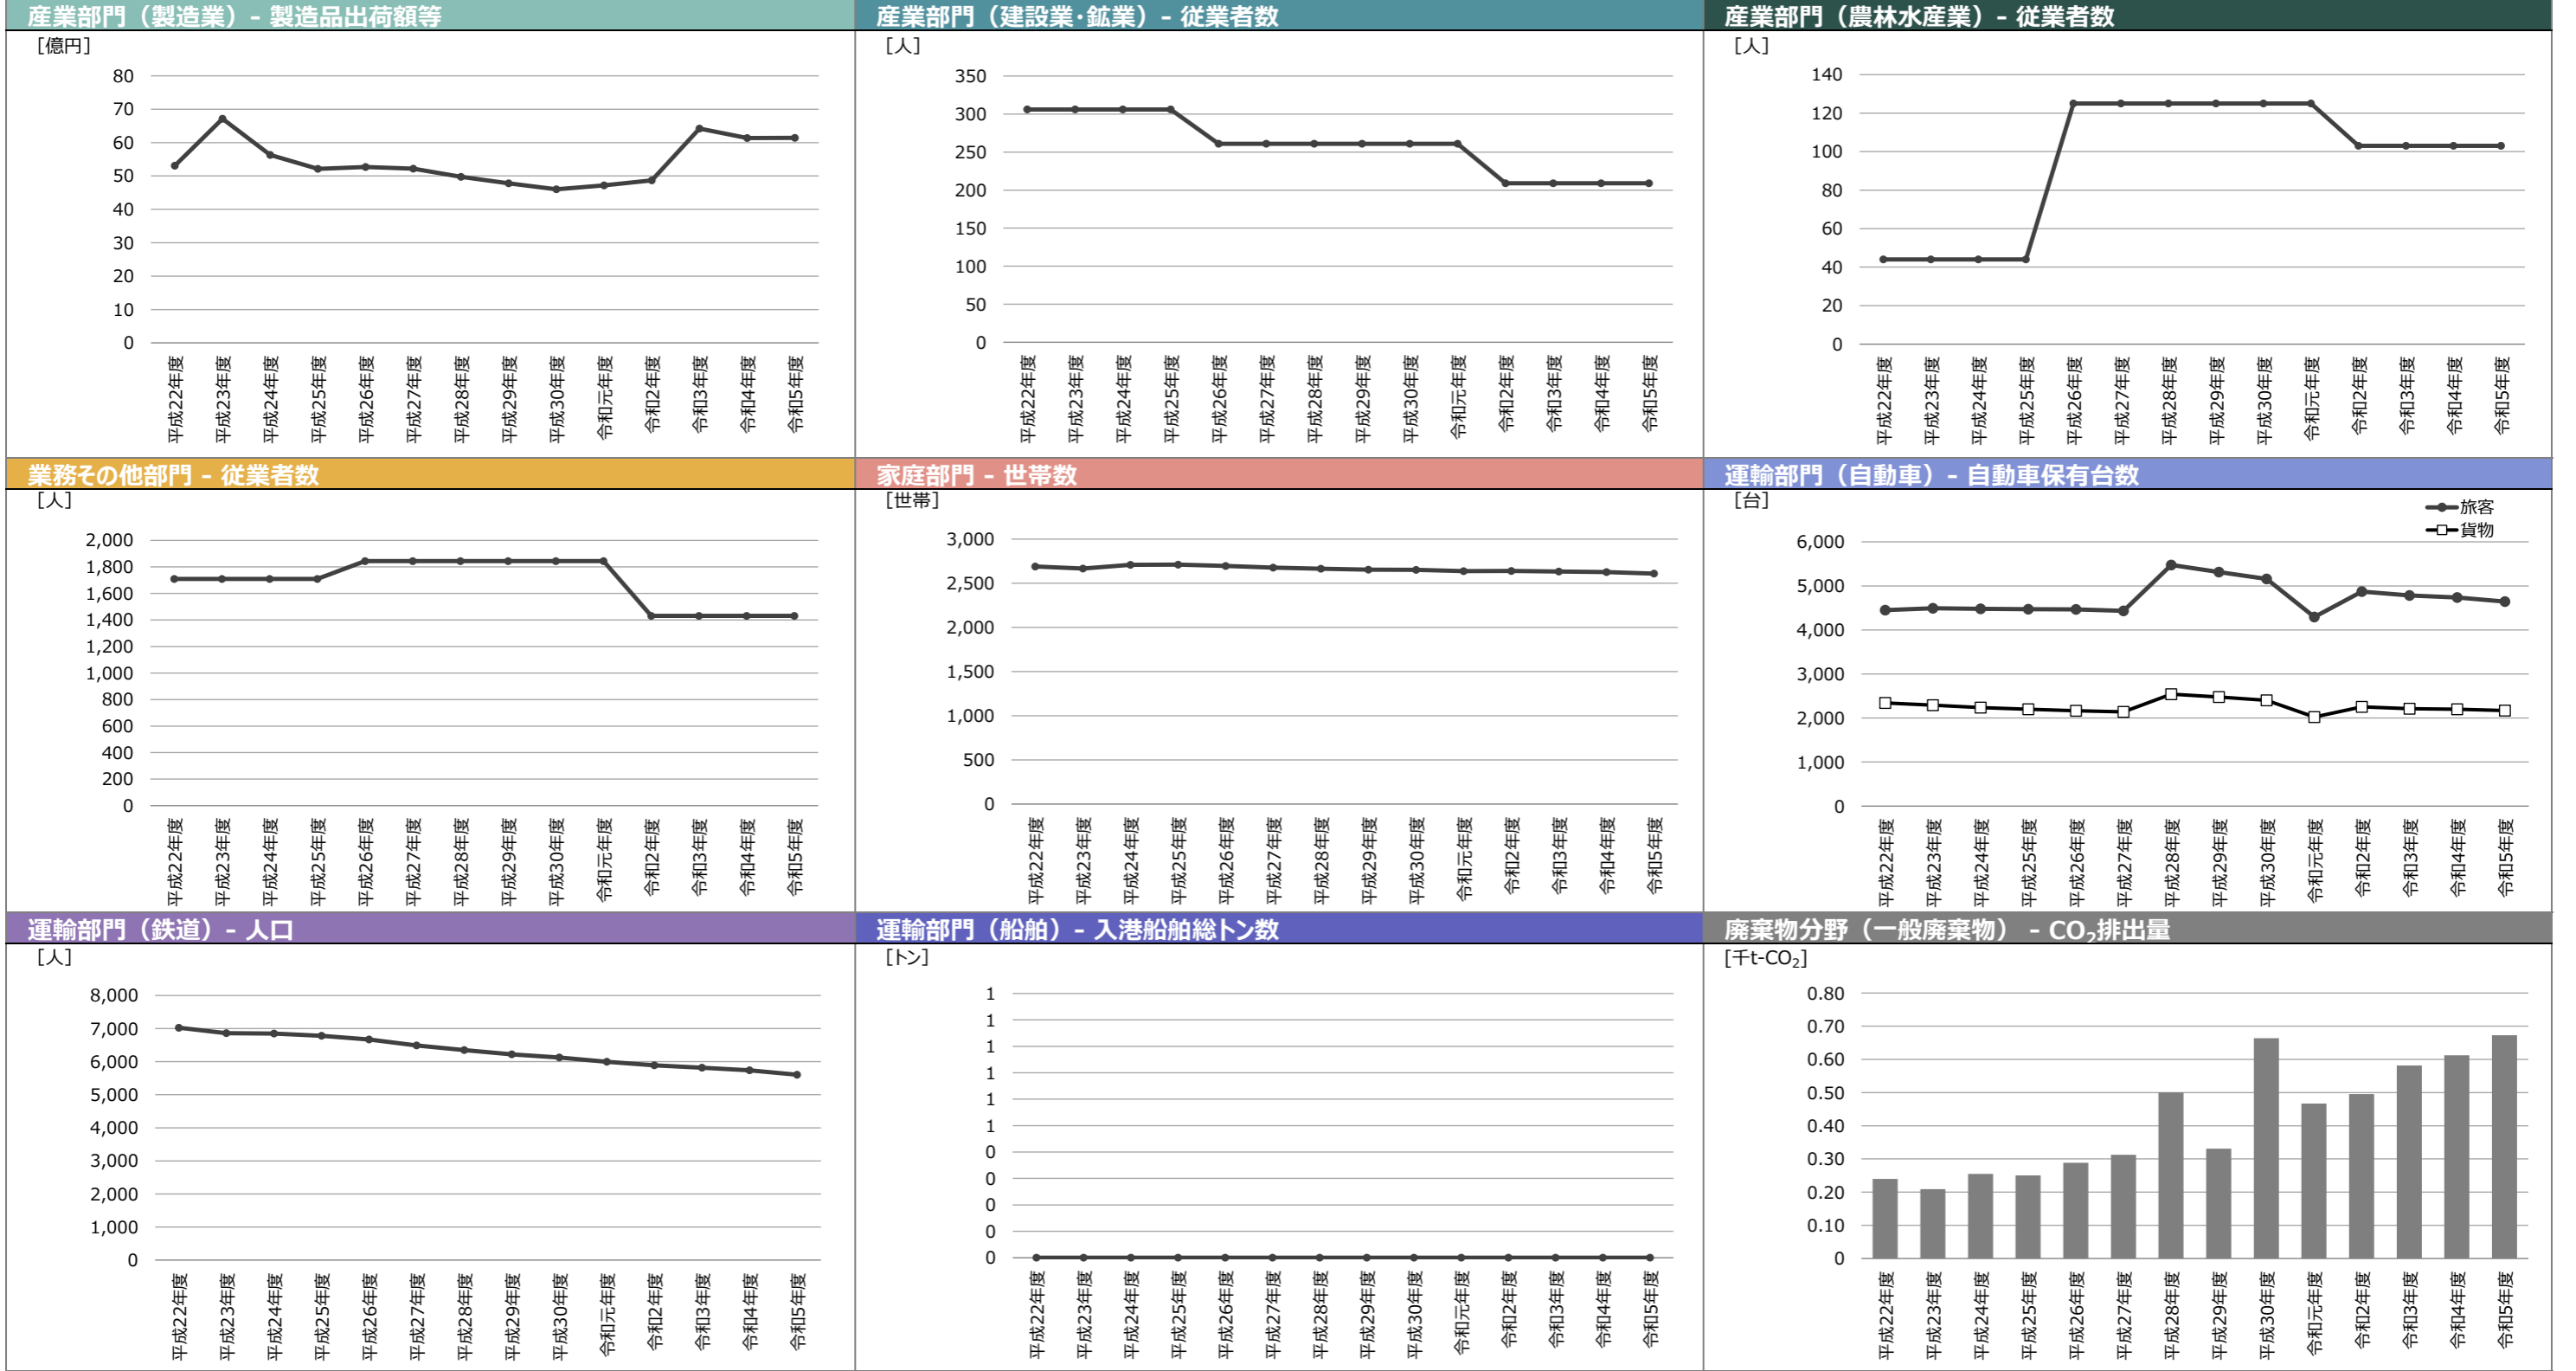 産業部門（製造業）- 製造品出荷額等
[億円]
80
70
60
50
40
30
20
10
0
平成22年度
平成23年度
平成24年度
平成25年度
平成26年度
平成27年度
平成28年度
平成29年度
平成30年度
令和元年度
令和2年度
令和3年度
令和4年度
令和5年度
産業部門（建設業･鉱業）- 従業者数
[人]
350
300
250
200
150
100
50
0
平成22年度
平成23年度
平成24年度
平成25年度
平成26年度
平成27年度
平成28年度
平成29年度
平成30年度
令和元年度
令和2年度
令和3年度
令和4年度
令和5年度
産業部門（農林水産業）- 従業者数
[人]
140
120
100
80
60
40
20
0
平成22年度
平成23年度
平成24年度
平成25年度
平成26年度
平成27年度
平成28年度
平成29年度
平成30年度
令和元年度
令和2年度
令和3年度
令和4年度
令和5年度
業務その他部門 - 従業者数
[人]
2,000
1,800
1,600
1,400
1,200
1,000
800
600
400
200
0
平成22年度
平成23年度
平成24年度
平成25年度
平成26年度
平成27年度
平成28年度
平成29年度
平成30年度
令和元年度
令和2年度
令和3年度
令和4年度
令和5年度
家庭部門 - 世帯数
[世帯]
3,000
2,500
2,000
1,500
1,000
500
0
平成22年度
平成23年度
平成24年度
平成25年度
平成26年度
平成27年度
平成28年度
平成29年度
平成30年度
令和元年度
令和2年度
令和3年度
令和4年度
令和5年度
運輸部門（自動車）- 自動車保有台数
[台]
旅客
貨物
6,000
5,000
4,000
3,000
2,000
1,000
0
平成22年度
平成23年度
平成24年度
平成25年度
平成26年度
平成27年度
平成28年度
平成29年度
平成30年度
令和元年度
令和2年度
令和3年度
令和4年度
令和5年度
運輸部門（鉄道）- 人口
[人]
8,000
7,000
6,000
5,000
4,000
3,000
2,000
1,000
0
平成22年度
平成23年度
平成24年度
平成25年度
平成26年度
平成27年度
平成28年度
平成29年度
平成30年度
令和元年度
令和2年度
令和3年度
令和4年度
令和5年度
運輸部門（船舶）- 入港船舶総トン数
[トン]
1
1
1
1
1
1
0
0
0
0
0
平成22年度
平成23年度
平成24年度
平成25年度
平成26年度
平成27年度
平成28年度
平成29年度
平成30年度
令和元年度
令和2年度
令和3年度
令和4年度
令和5年度
廃棄物分野（一般廃棄物） - CO₂排出量
[千t-CO₂]
0.80
0.70
0.60
0.50
0.40
0.30
0.20
0.10
0
平成22年度
平成23年度
平成24年度
平成25年度
平成26年度
平成27年度
平成28年度
平成29年度
平成30年度
令和元年度
令和2年度
令和3年度
令和4年度
令和5年度